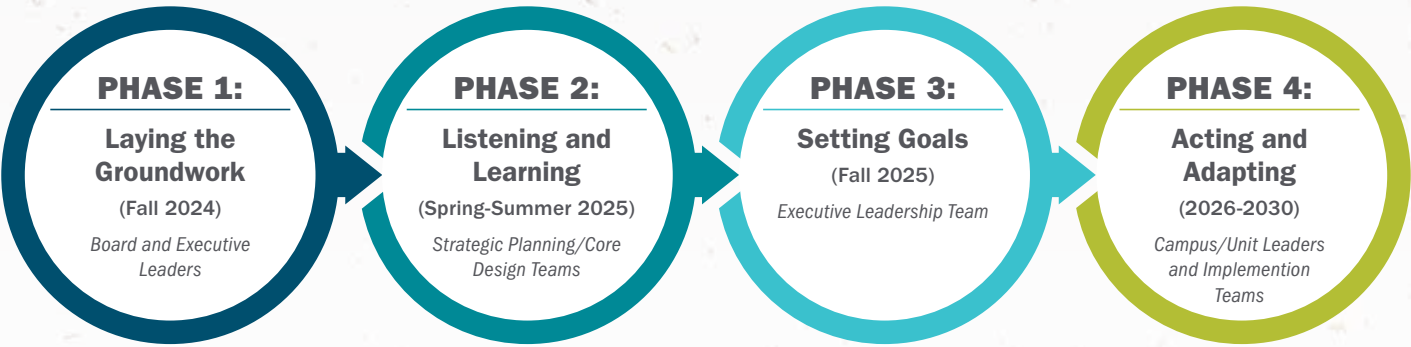 PHASE 1:
Laying the
Groundwork
(Fall 2024)
Board and Executive
Leaders
PHASE 2:
Listening and
Learning
(Spring-Summer 2025)
Strategic Planning/Core
Design Teams
PHASE 3:
Setting Goals
(Fall 2025)
Executive Leadership Team
PHASE 4:
Acting and
Adapting
(2026-2030)
Campus/Unit Leaders
and Implemention
Teams